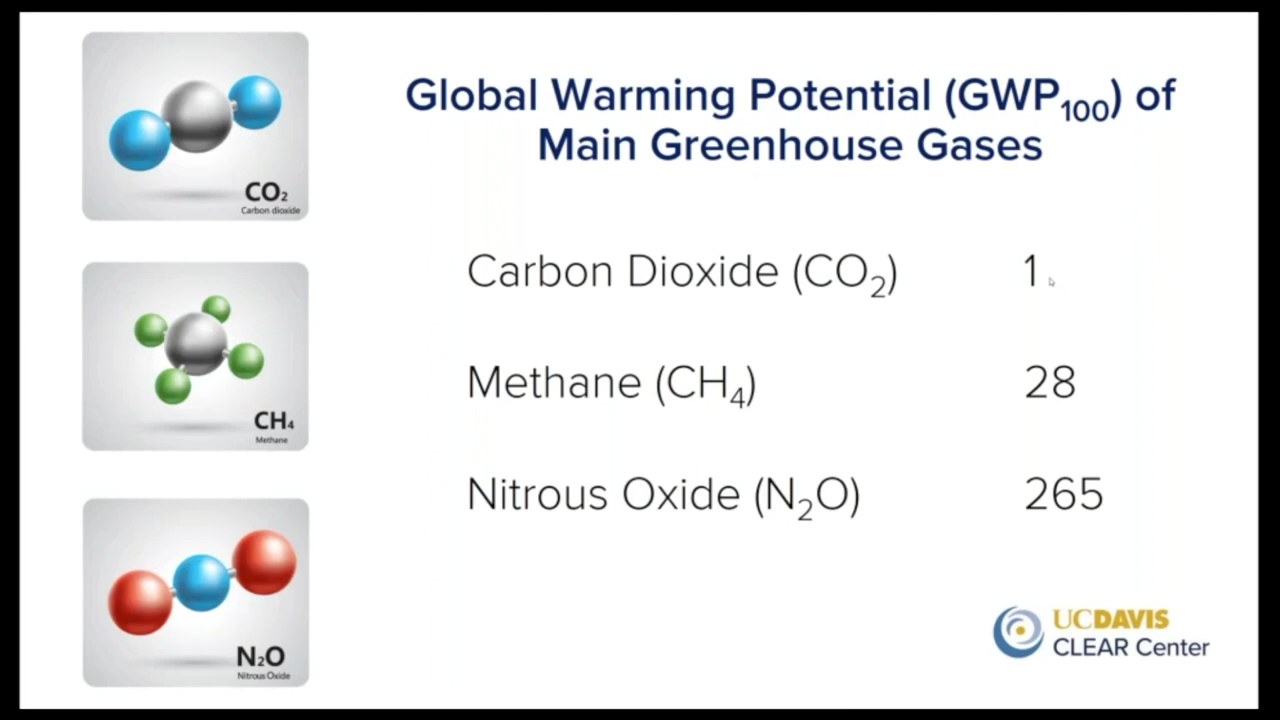 Global Warming Potential (GWP₁₀₀) of
Main Greenhouse Gases
CO₂
Carbon dioxide
Carbon Dioxide (CO₂) 1
CH₄
Methane
Methane (CH₄) 28
N₂O
Nitrous Oxide
Nitrous Oxide (N₂O) 265
UCDAVIS
CLEAR Center